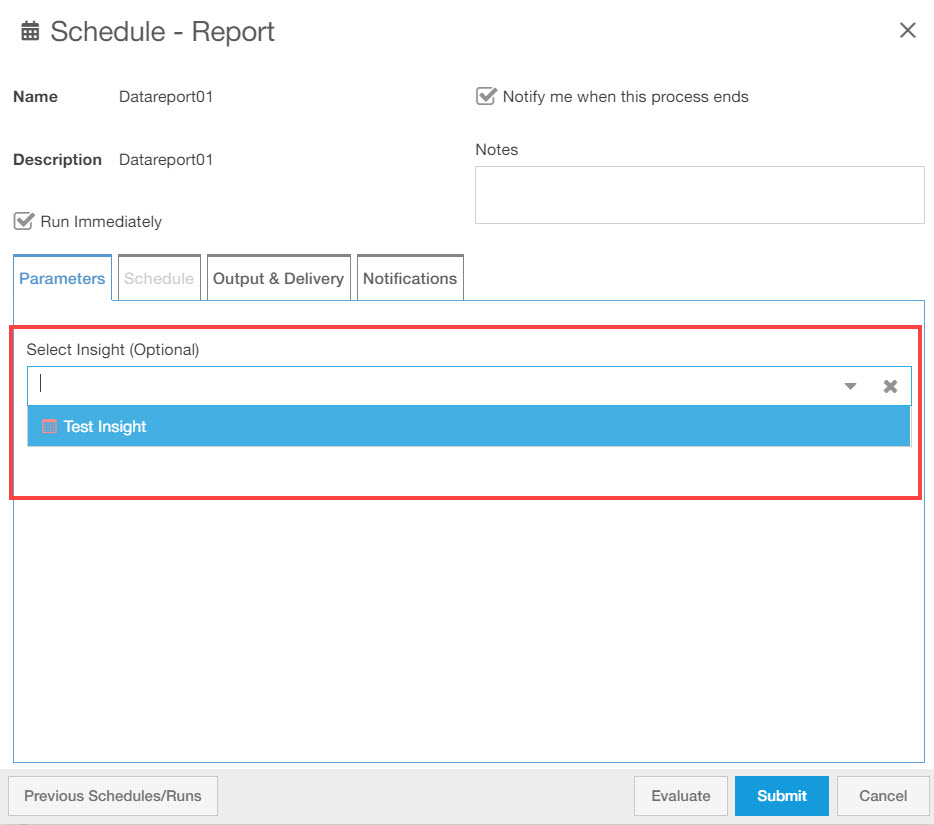 Schedule - Report
Name Datareport01
Notify me when this process ends
Description Datareport01
Notes
Run Immediately
Parameters Schedule Output & Delivery Notifications
Select Insight (Optional)
Test Insight
Previous Schedules/Runs Evaluate Submit Cancel